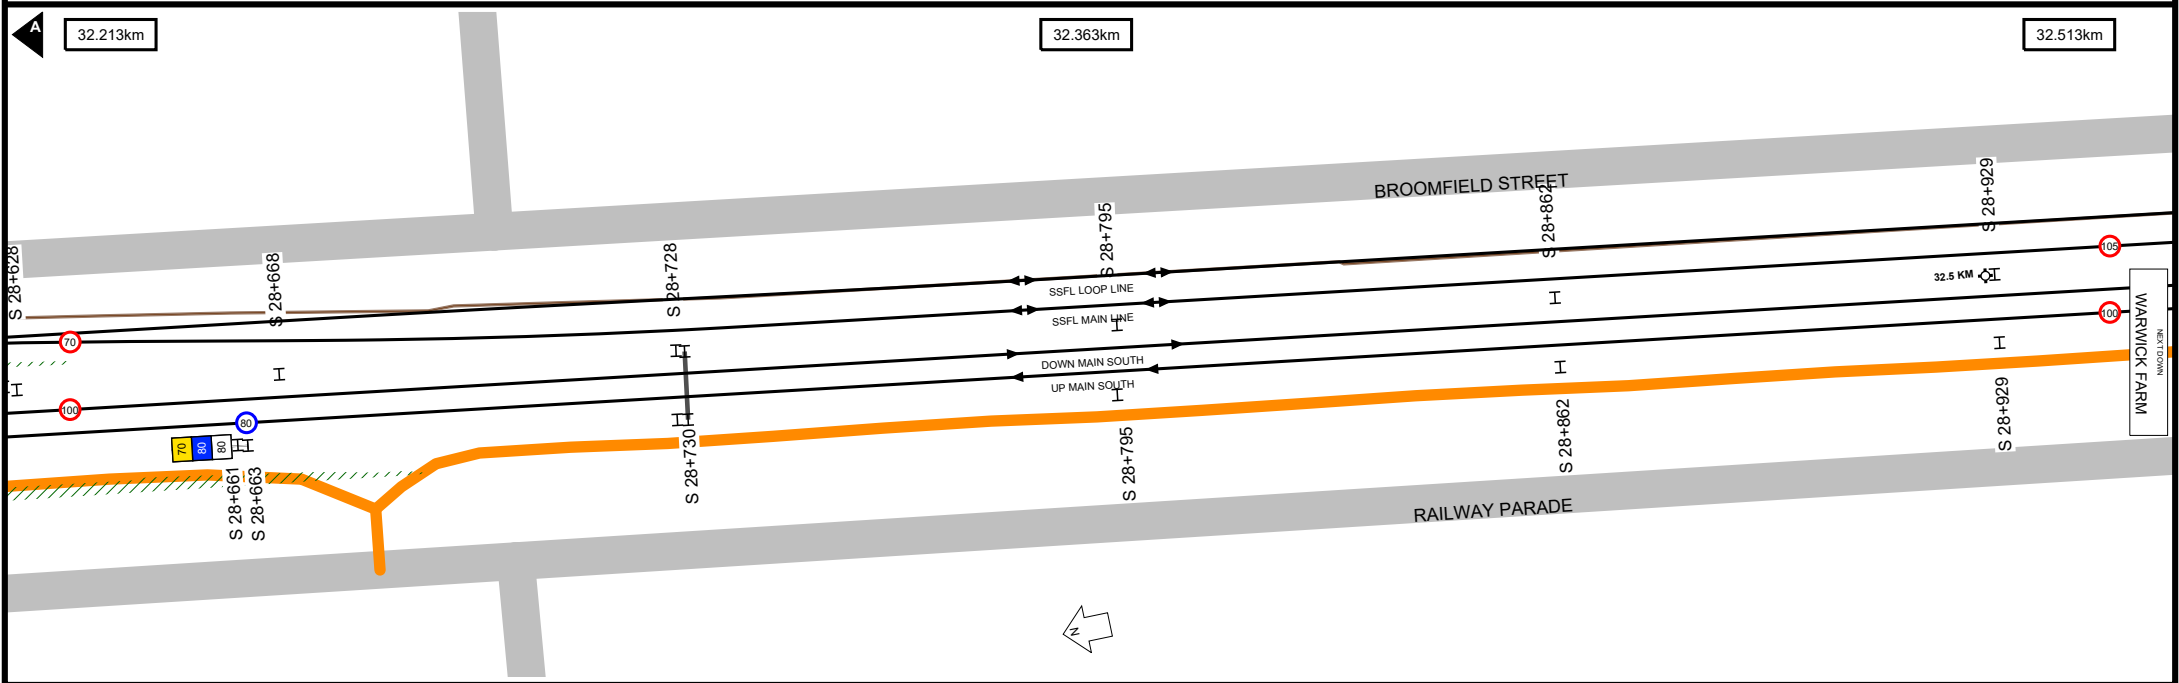 A
32.213km
32.363km
32.513km
BROOMFIELD STREET
S 28+628
S 28+668
S 28+728
S 28+795
S 28+862
S 28+929
105
32.5 KM
SSFL LOOP LINE
SSFL MAIN LINE
70
100
WARWICK FARM
NEXT DOWN
DOWN MAIN SOUTH
UP MAIN SOUTH
100
80
70
80
80
S 28+661
S 28+663
S 28+730
S 28+795
S 28+862
S 28+929
RAILWAY PARADE
N